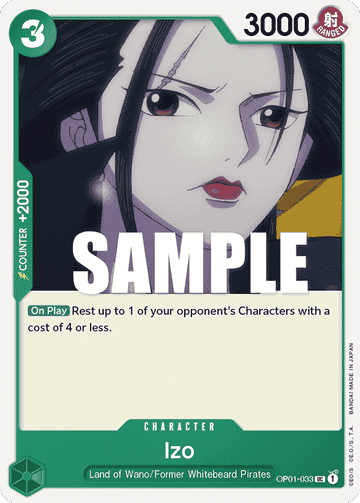 3
3000
射
RANGED
COUNTER +2000
SAMPLE
On Play Rest up to 1 of your opponent's Characters with a
cost of 4 or less.
CHARACTER
Izo
Land of Wano/Former Whitebeard Pirates
OP01-033 UC 1
©E.O./S., T.A. BANDAI MADE IN JAPAN